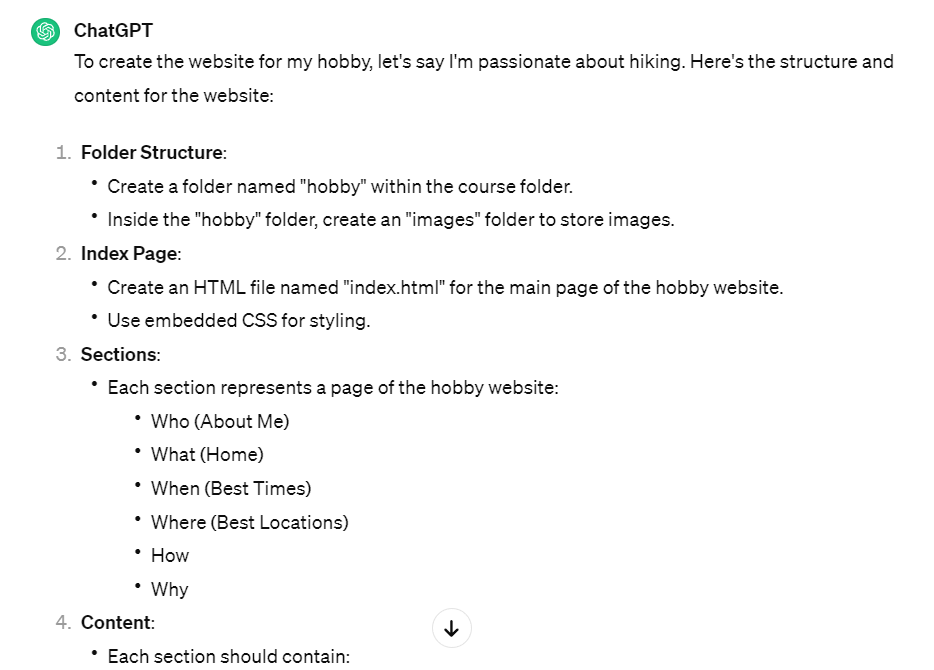 ChatGPT
To create the website for my hobby, let's say I'm passionate about hiking. Here's the structure and
content for the website:
1. Folder Structure:
• Create a folder named "hobby" within the course folder.
• Inside the "hobby" folder, create an "images" folder to store images.
2. Index Page:
• Create an HTML file named "index.html" for the main page of the hobby website.
• Use embedded CSS for styling.
3. Sections:
• Each section represents a page of the hobby website:
• Who (About Me)
• What (Home)
• When (Best Times)
• Where (Best Locations)
• How
• Why
4. Content:
• Each section should contain: